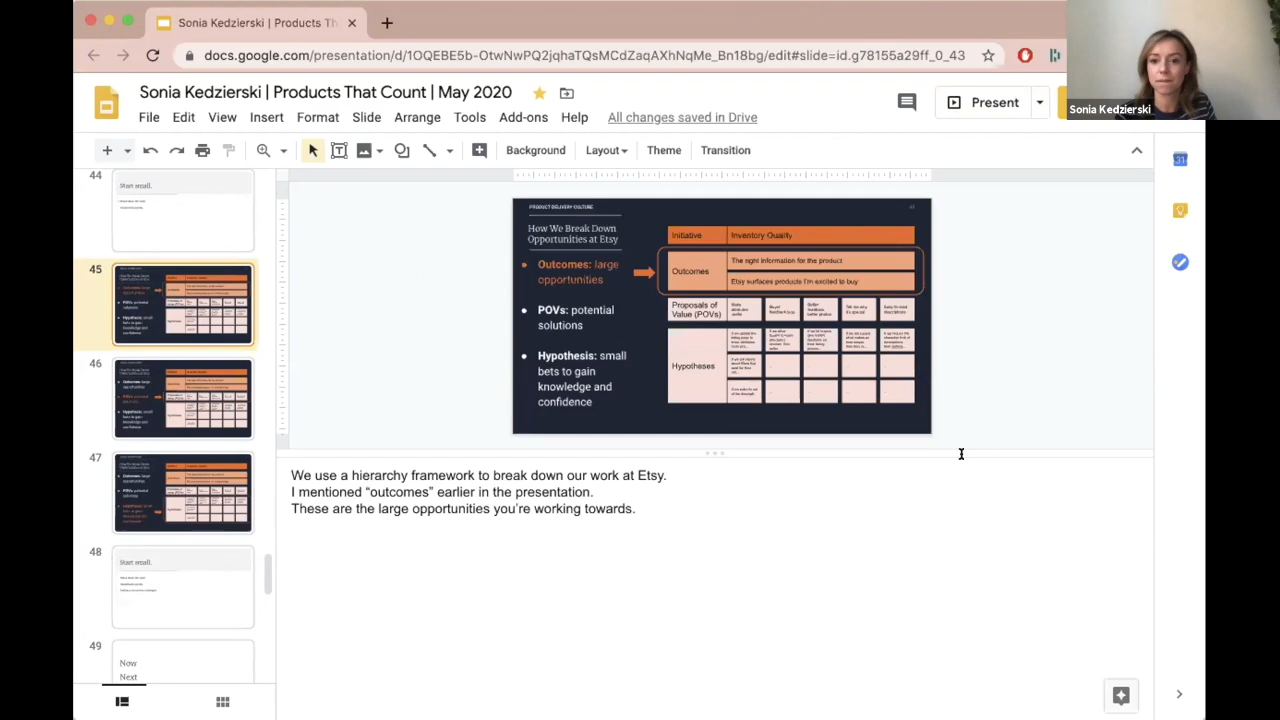 Sonia Kedzierski | Products Th
docs.google.com/presentation/d/1OQEBE5i-OtwNwPQ2jqhaTQsMCdZaqAXhNqMe_Bn18bg/edit#slide=id.g78155a29ff_0_43
Sonia Kedzierski
Sonia Kedzierski | Products That Count | May 2020
File Edit View Insert Format Slide Arrange Tools Add-ons Help All changes saved in Drive
Present
Background Layout Theme Transition
31
44
Start small.
45
46
47
48
Start small.
49
Now
Next
PRODUCT DELIVERY CULTURE
How We Break Down
Opportunities at Etsy
Outcomes: large
opportunities
POVs: potential
solutions
Hypothesis: small
bets to gain
knowledge and
confidence
Initiative Inventory Quality
Outcomes
The right information for the product
Etsy surfaces products I'm excited to buy
Proposals of
Value (POVs)
Hypotheses
We use a hierarchy framework to break down our work at Etsy.
I mentioned "outcomes" earlier in the presentation.
These are the large opportunities you're working towards.